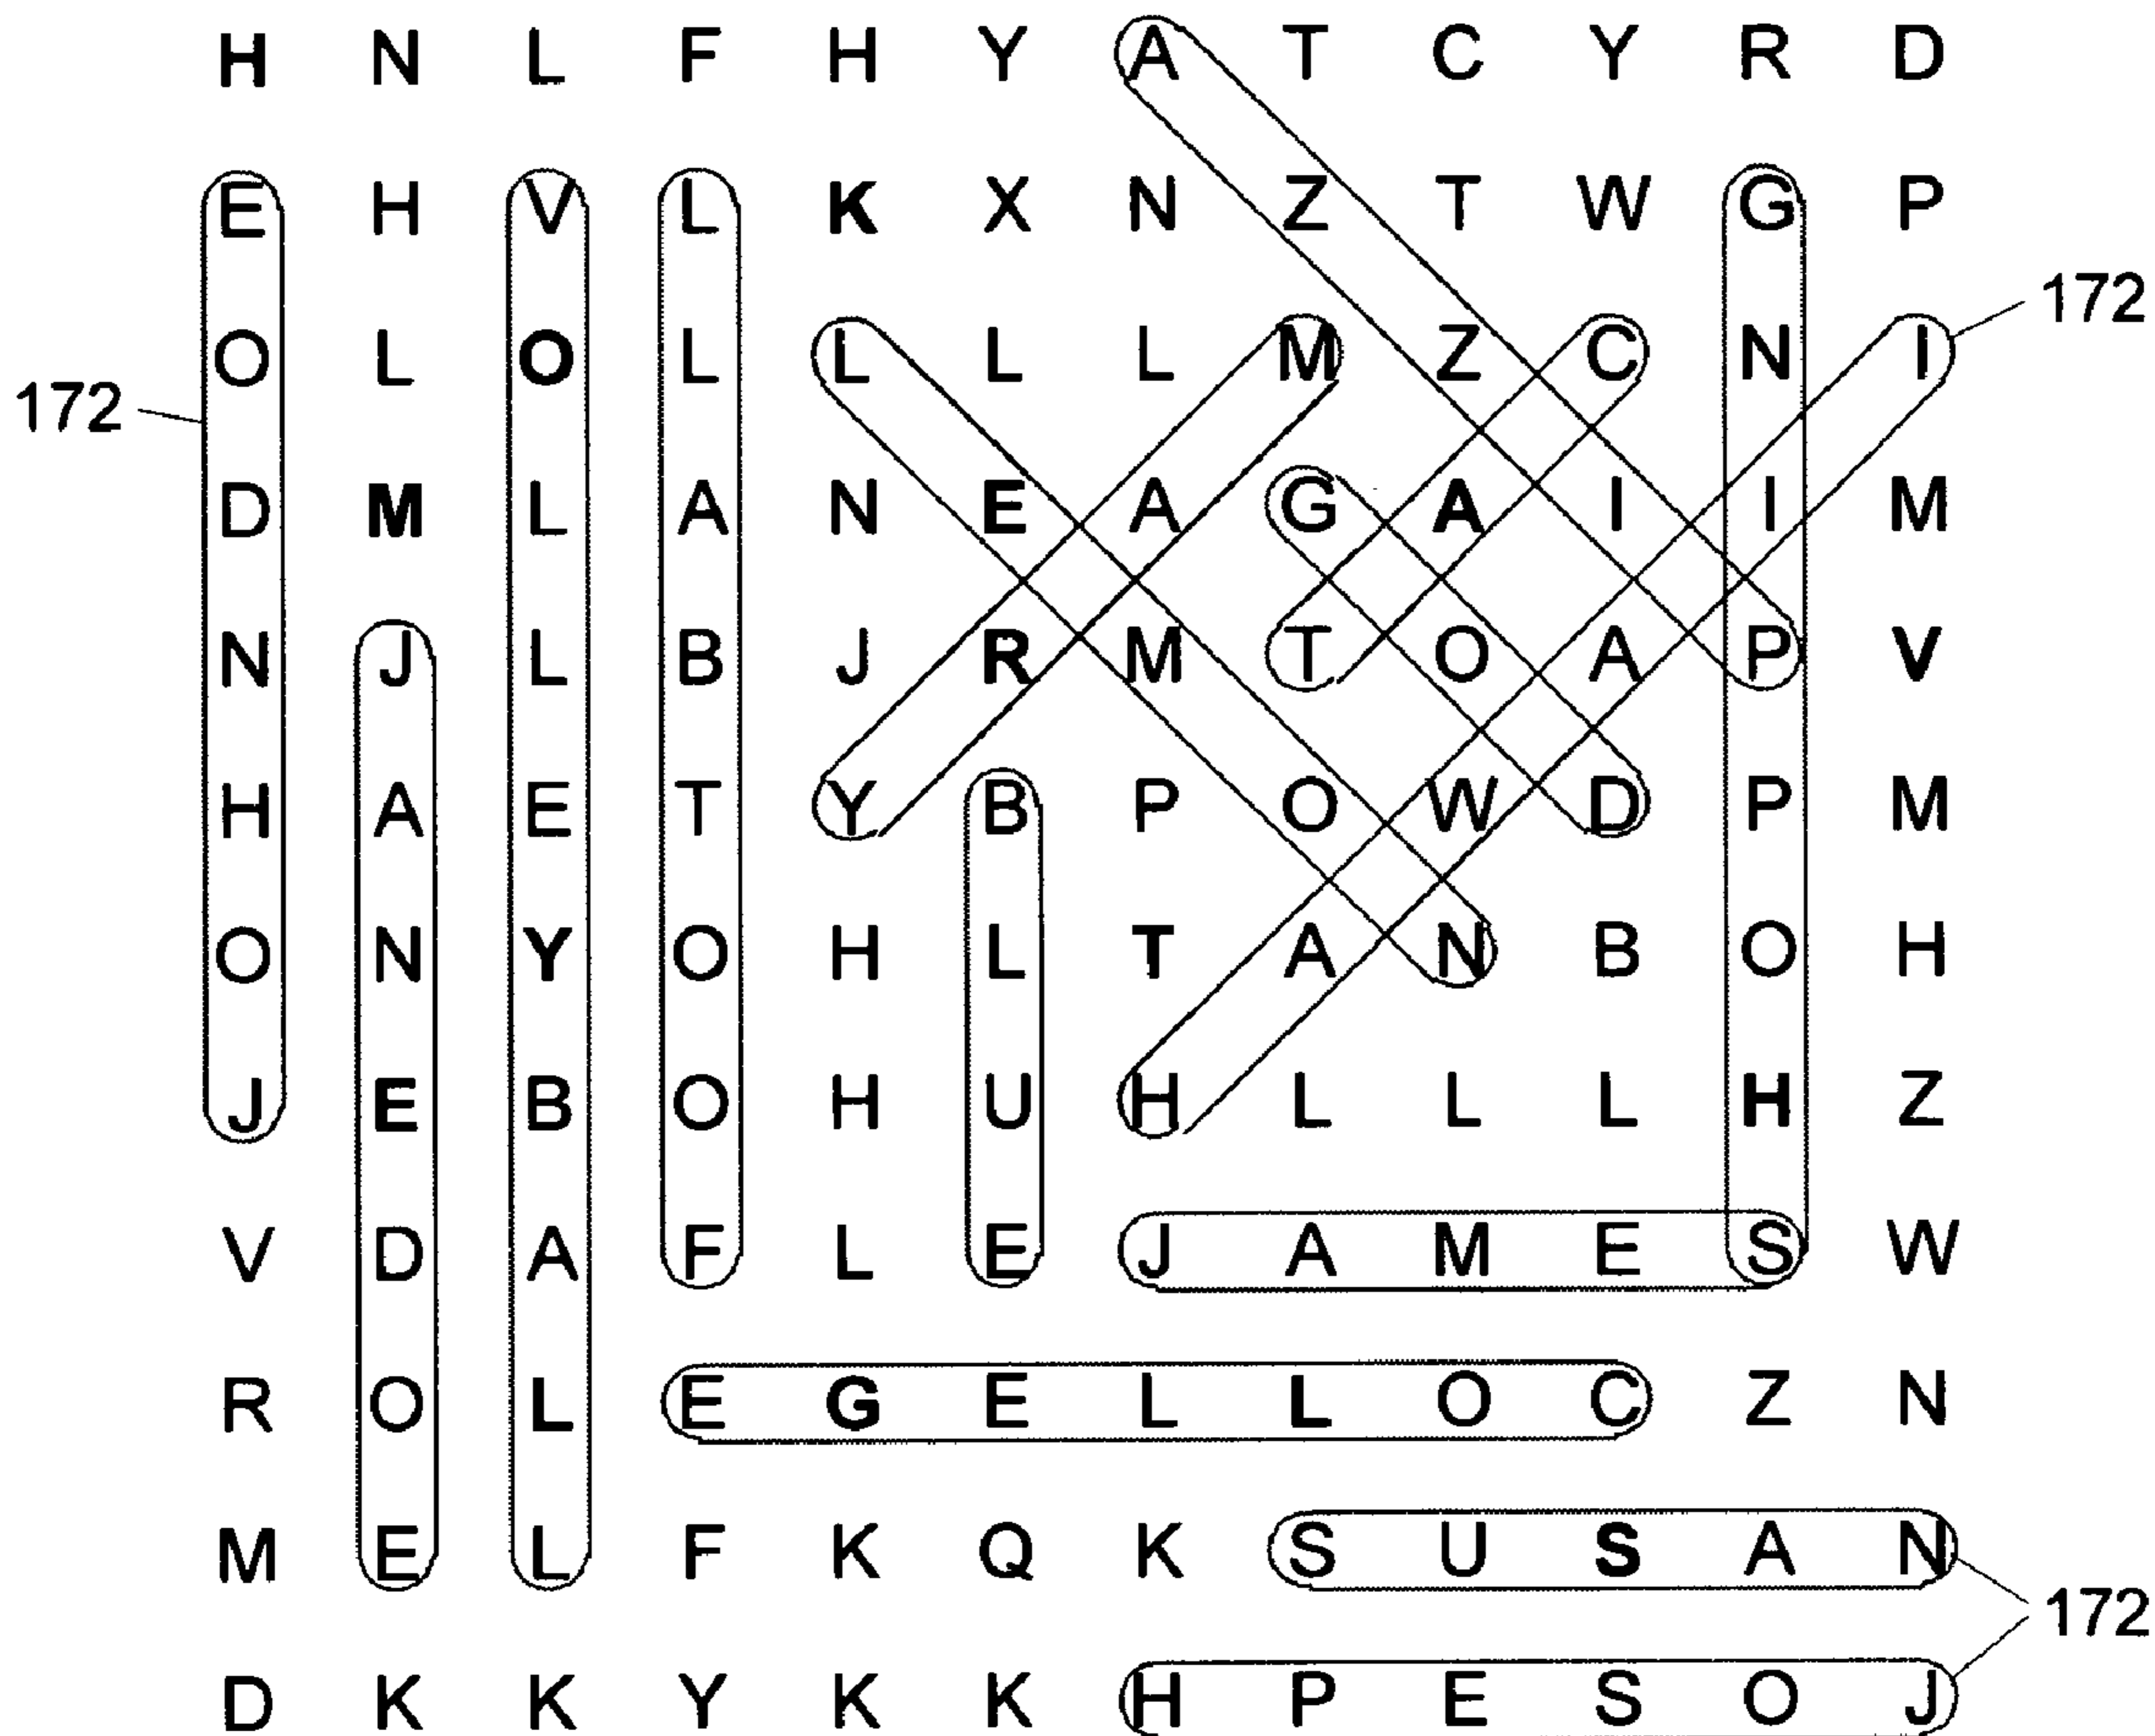 H N L F H Y A T C Y R D
E H V L K X N Z T W G P
172
O L O L L L L M Z C N I
172
D M L A N E A G A I I M
N J L B J R M T O A P V
H A E T Y B P O W D P M
O N Y O H L T A N B O H
J E B O H U H L L L H Z
V D A F L E J A M E S W
R O L E G E L L O C Z N
M E L F K Q K S U S A N
172
D K K Y K K H P E S O J